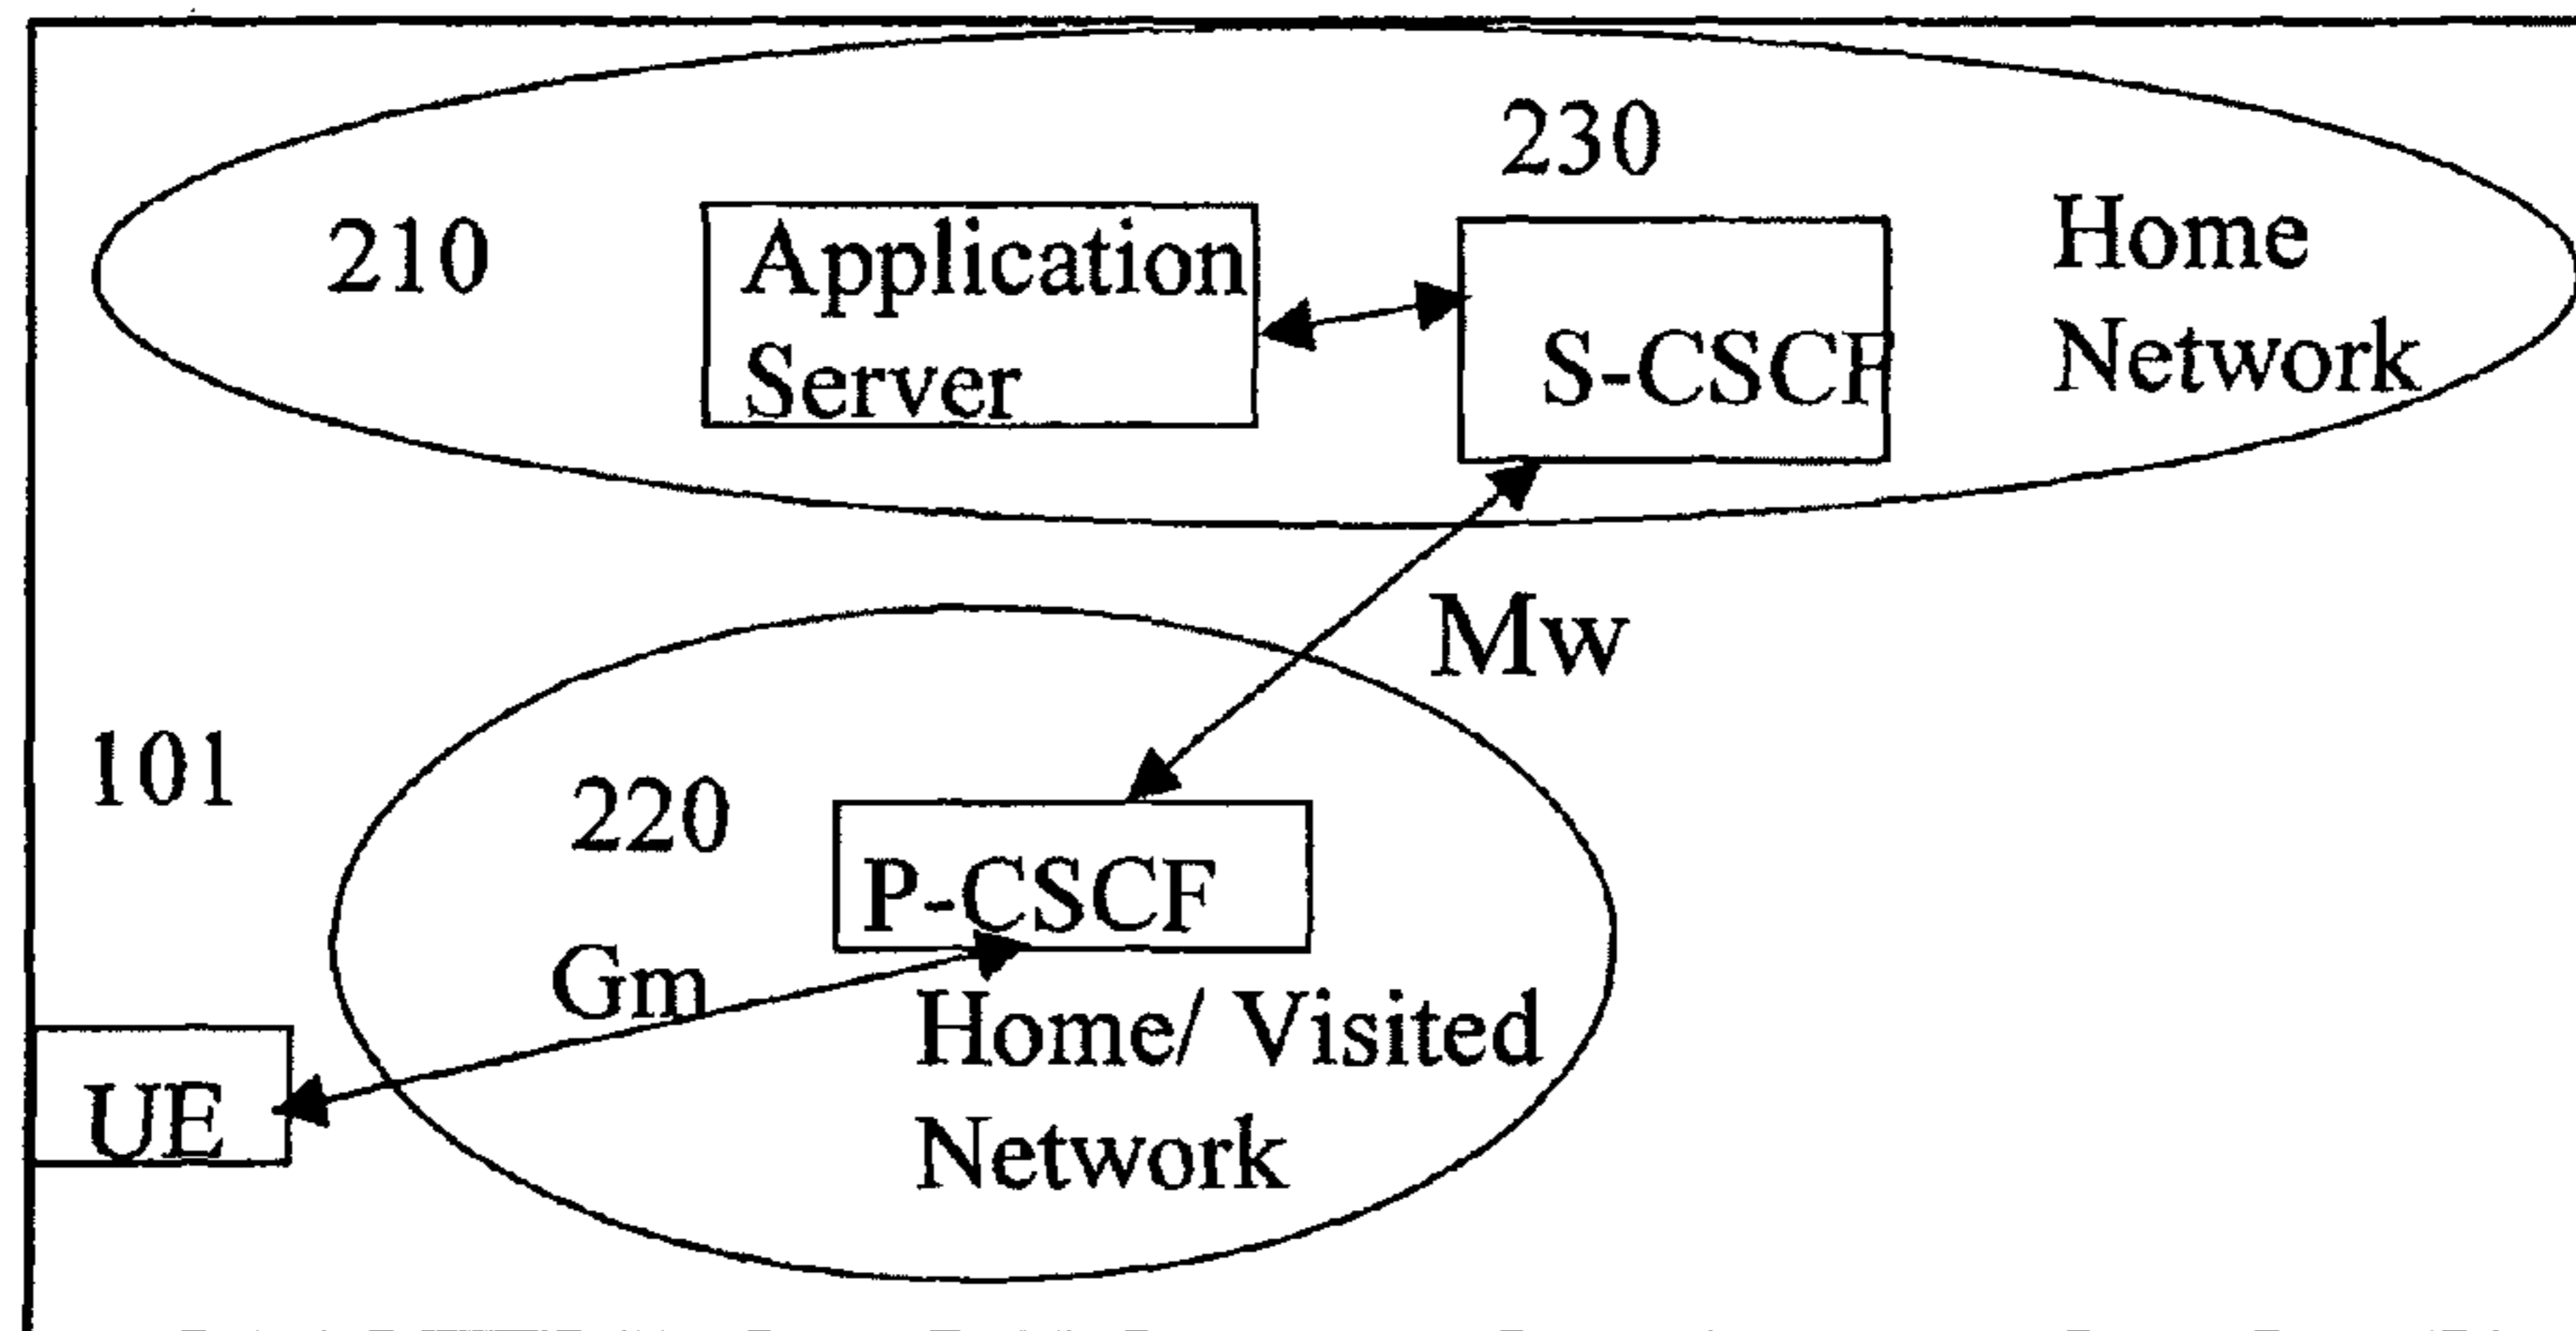 230
210
Application
Server
S-CSCF
Home
Network
Mw
101
220
P-CSCF
Gm
Home/ Visited
Network
UE